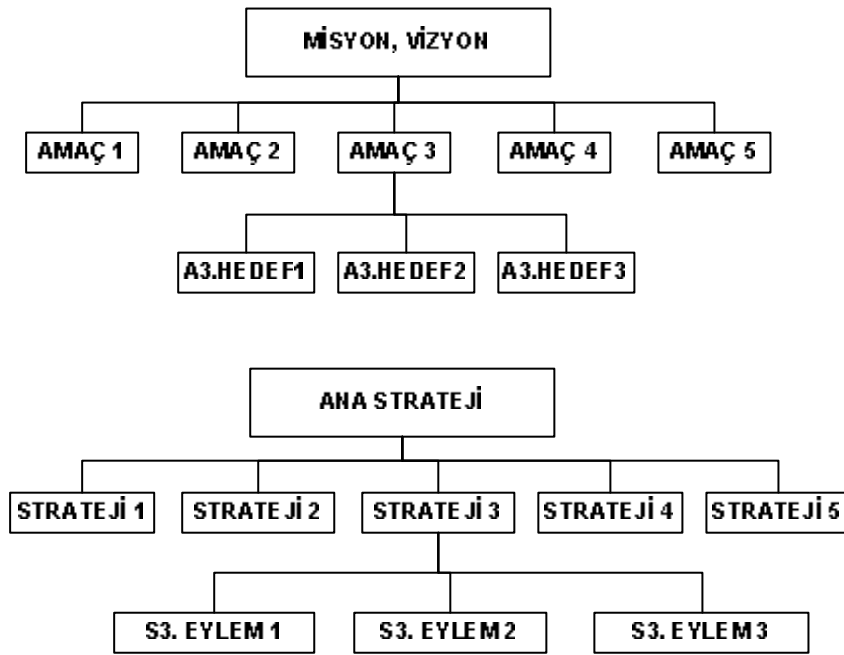 MİSYON, VİZYON
AMAÇ 1 AMAÇ 2 AMAÇ 3 AMAÇ 4 AMAÇ 5
A3.HEDEF1 A3.HEDEF2 A3.HEDEF3
ANA STRATEJİ
STRATEJİ 1 STRATEJİ 2 STRATEJİ 3 STRATEJİ 4 STRATEJİ 5
S3. EYLEM 1 S3. EYLEM 2 S3. EYLEM 3